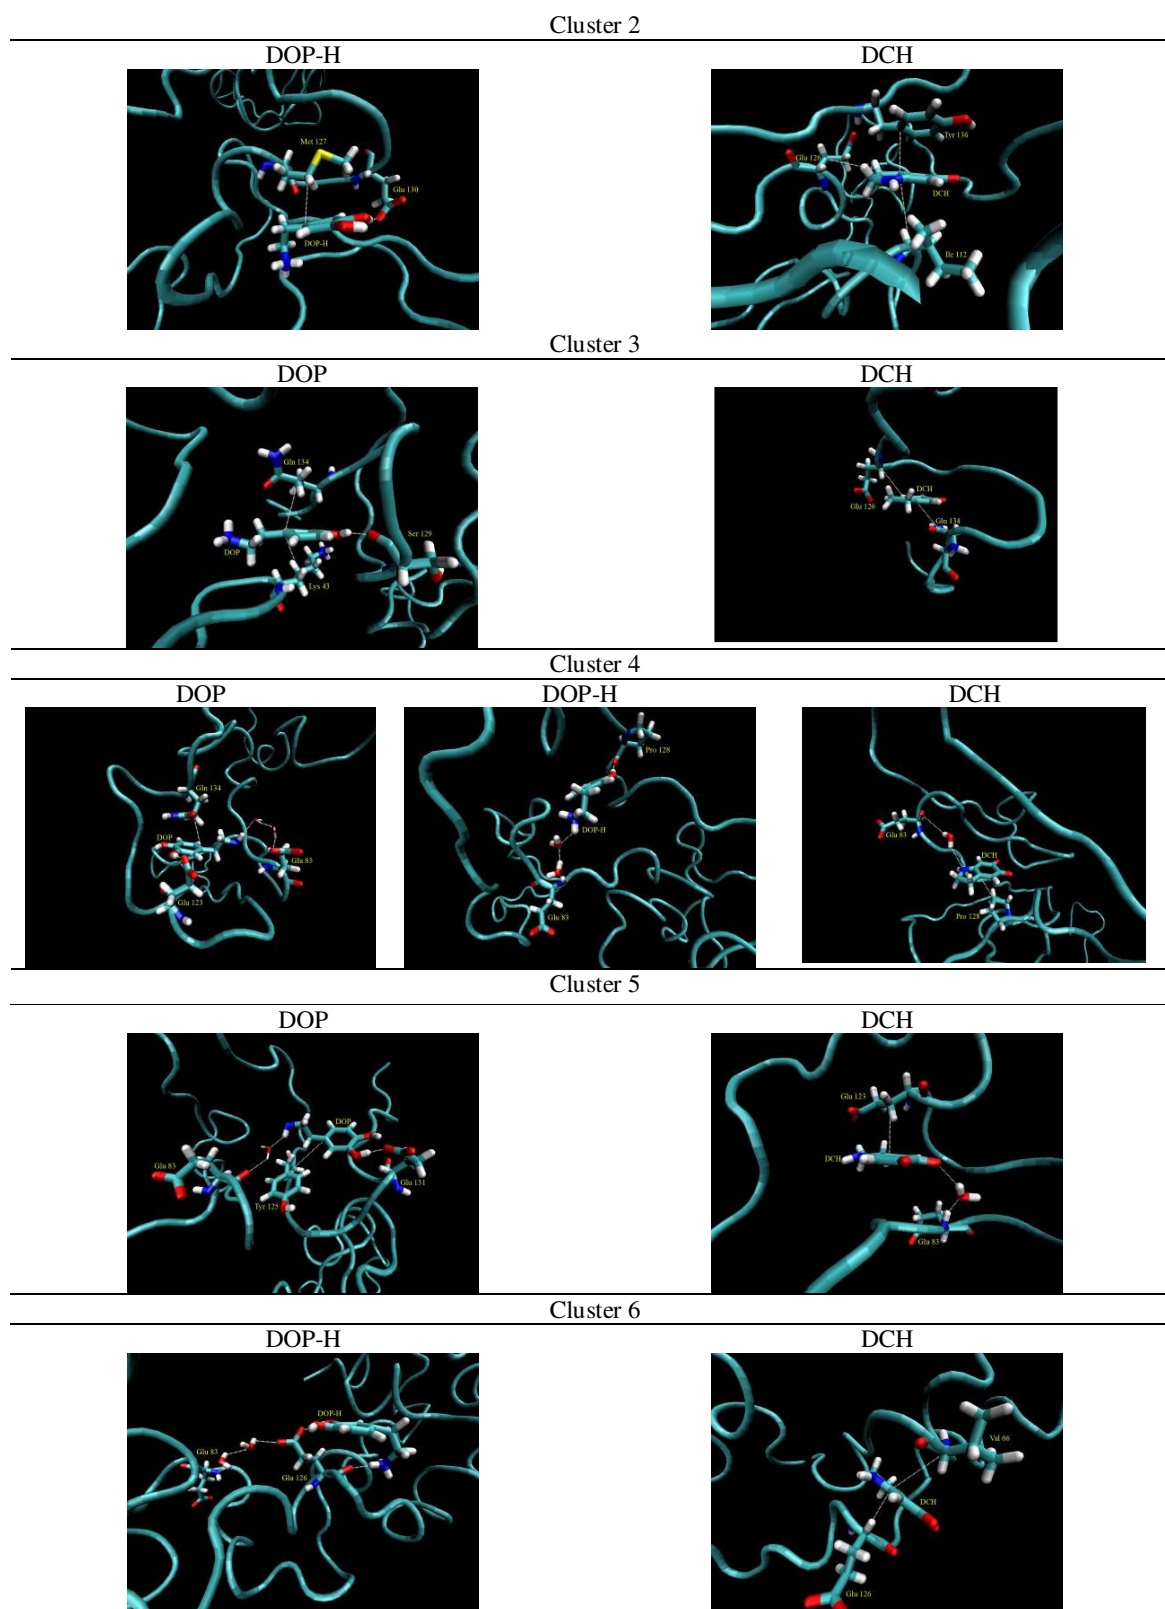 Cluster 2
DOP-H DCH
Met 127
Glu 130
DOP-H
Tyr 136
Glu 126
DCH
Ile 112
Cluster 3
DOP DCH
Gln 134
DOP
Ser 129
Lys 43
DCH
Glu 126
Gln 134
Cluster 4
DOP DOP-H DCH
Gln 134
DOP
Glu 83
Glu 123
Pro 128
DOP-H
Glu 83
Glu 83
DCH
Pro 128
Cluster 5
DOP DCH
DOP
Glu 83
Glu 131
Tyr 125
Glu 123
DCH
Glu 83
Cluster 6
DOP-H DCH
DOP-H
Glu 83
Glu 126
Val 66
DCH
Glu 126